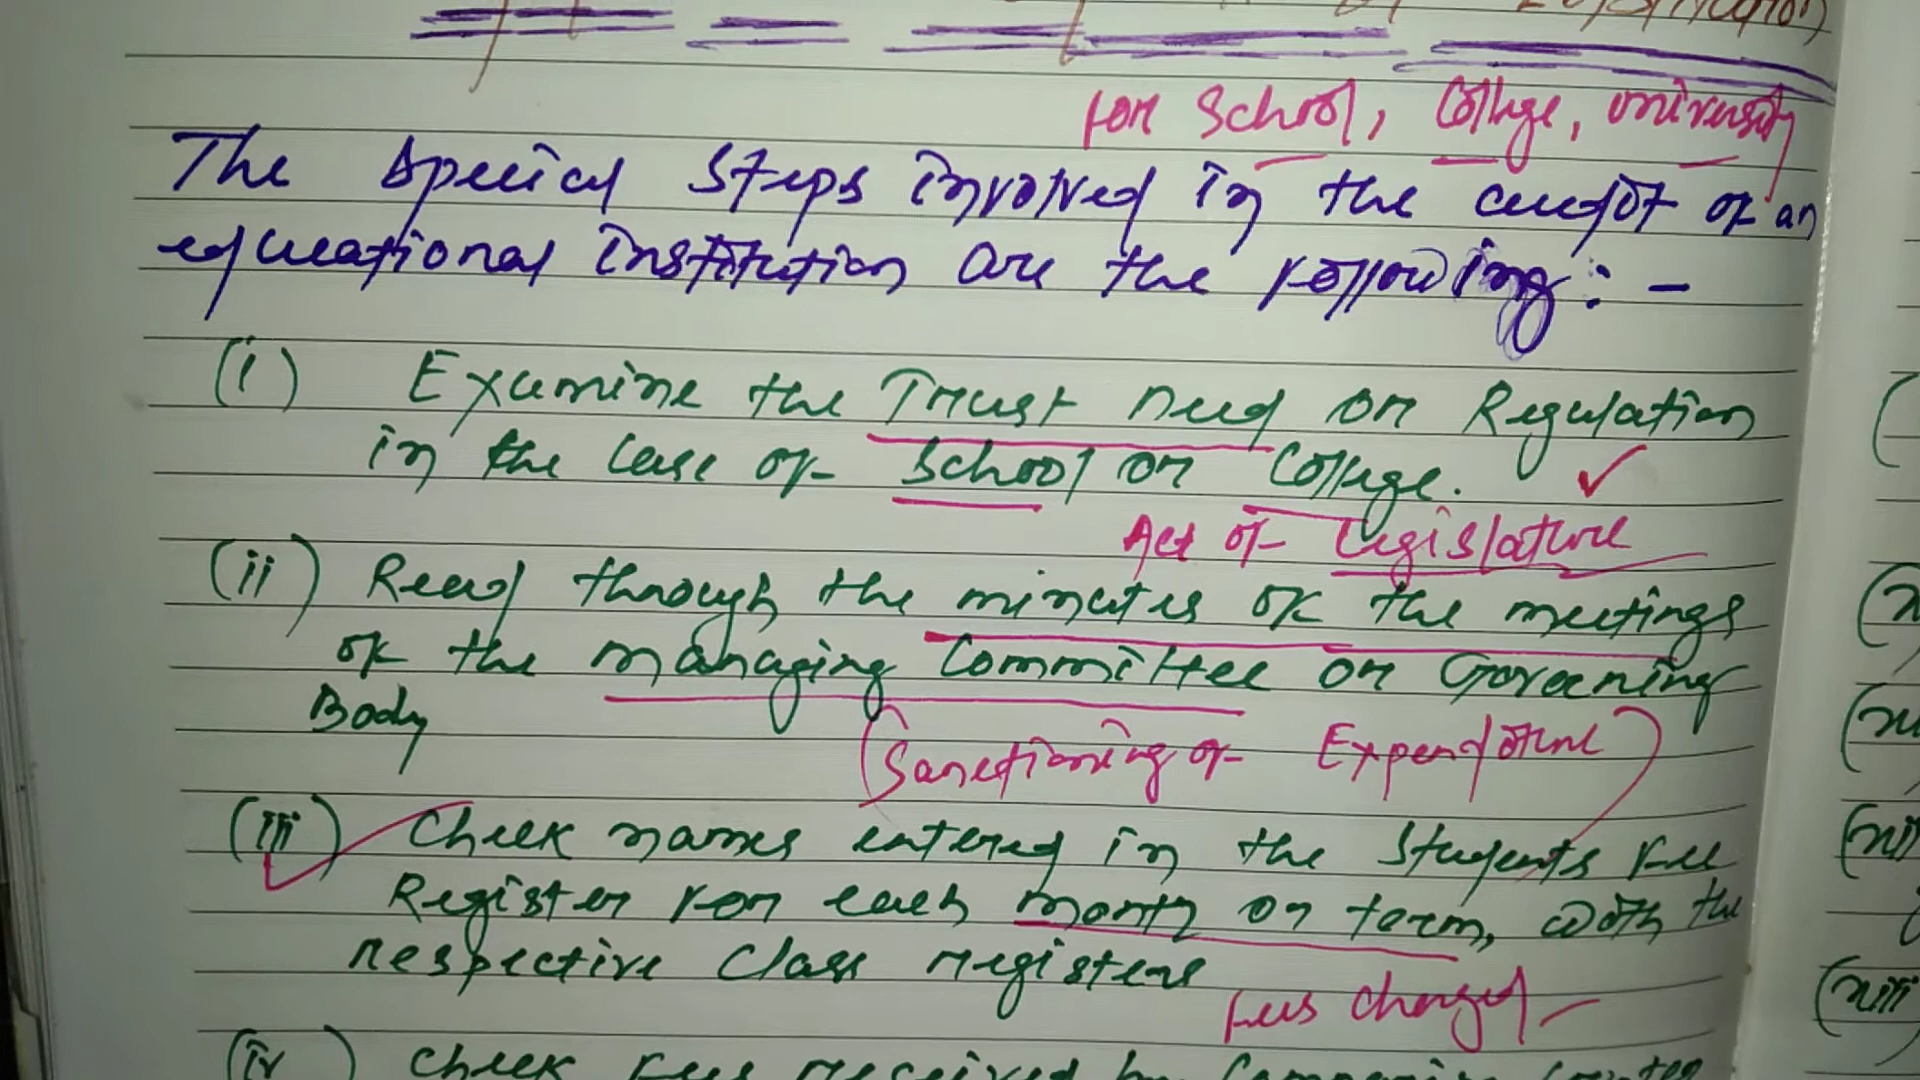 for School, College, University
The special steps involved in the audit of an
educational institution are the following: -
(i) Examine the Trust Deed or Regulation
in the case of School or College.
Act of Legislature
(ii) Read through the minutes of the meetings
of the managing Committee or Governing
Body
(Sanctioning of Expenditure)
(iii) Check names entered in the Students fee
Register for each month or term, with the
respective Class registers
fees charged
(iv) Check fees received by